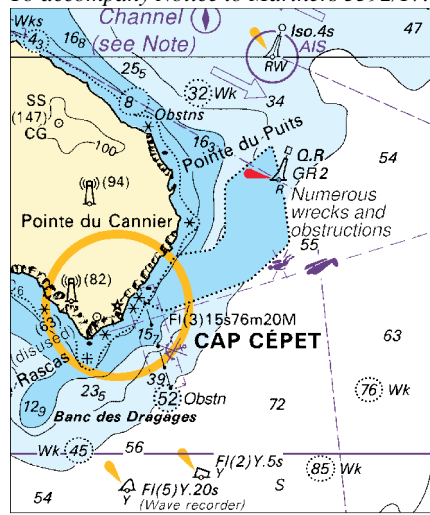 Channel
(see Note)
Wks
4₃
16₈
Iso.4s
AIS
RW
47
25₅
32 Wk
34
8
Obstns
SS
(147)
CG
100
16₃
Pointe du Puits
Q.R
GR2
R
54
(94)
Numerous
wrecks and
obstructions
Pointe du Cannier
55
(82)
Fl(3)15s76m20M
(63)
(disused)
15₇
CAP CÉPET
63
Rascas
23₅
39
52 Obstn
76 Wk
12₉
72
Banc des Dragages
Wk 45
56
Fl(2)Y.5s
Y
85 Wk
54
Y
Fl(5)Y.20s
(Wave recorder)
S